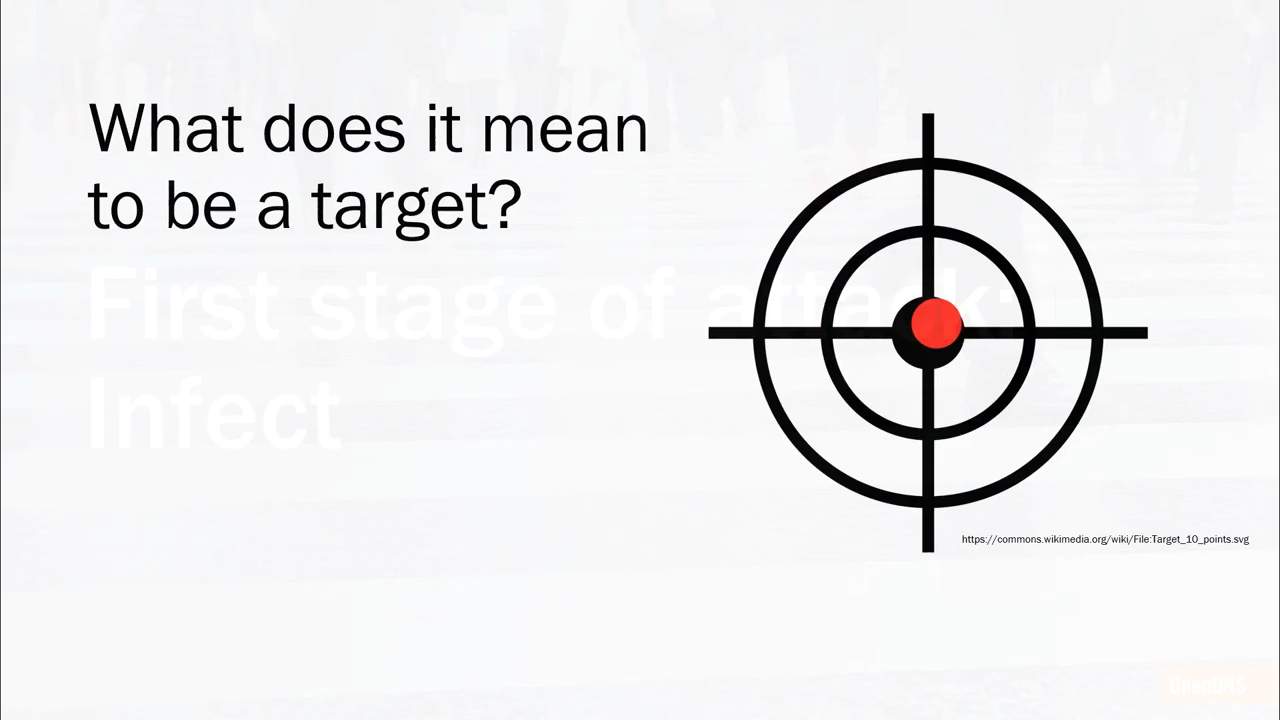 What does it mean
to be a target?
First stage of attack:
Infect
https://commons.wikimedia.org/wiki/File:Target_10_points.svg
OpenDNS